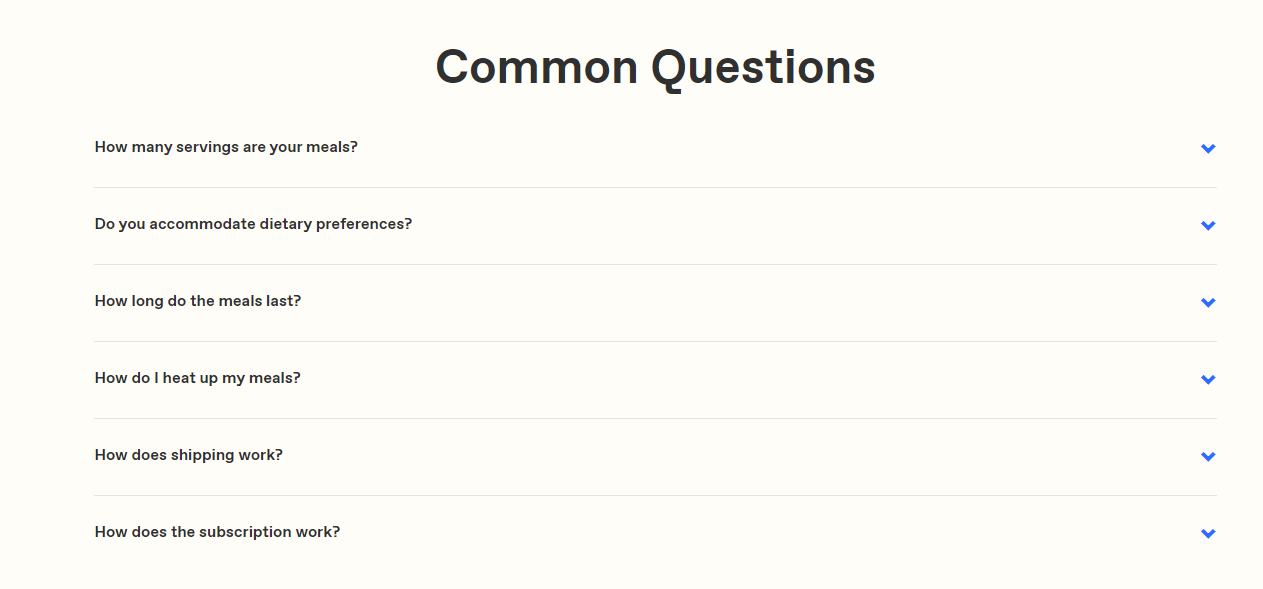 Common Questions
How many servings are your meals?
Do you accommodate dietary preferences?
How long do the meals last?
How do I heat up my meals?
How does shipping work?
How does the subscription work?